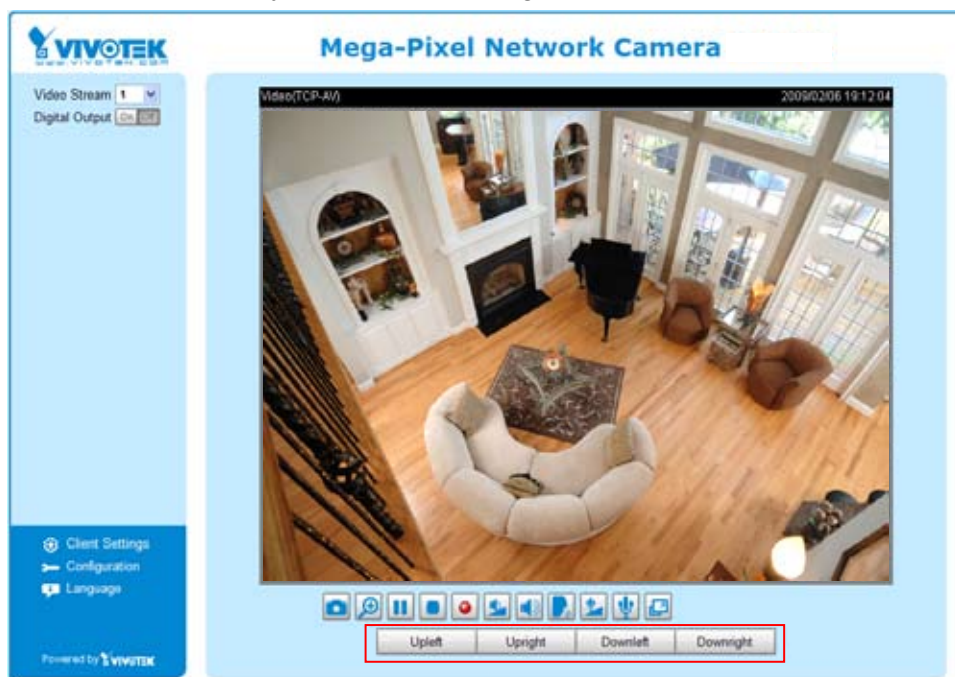 VIVOTEK
www.vivotek.com
Mega-Pixel Network Camera
Video Stream 1
Digital Output On Off
Video(TCP-AV)
2009/02/06 19:12:04
Client Settings
Configuration
Language
Upleft Upright Downleft Downright
Powered by VIVOTEK